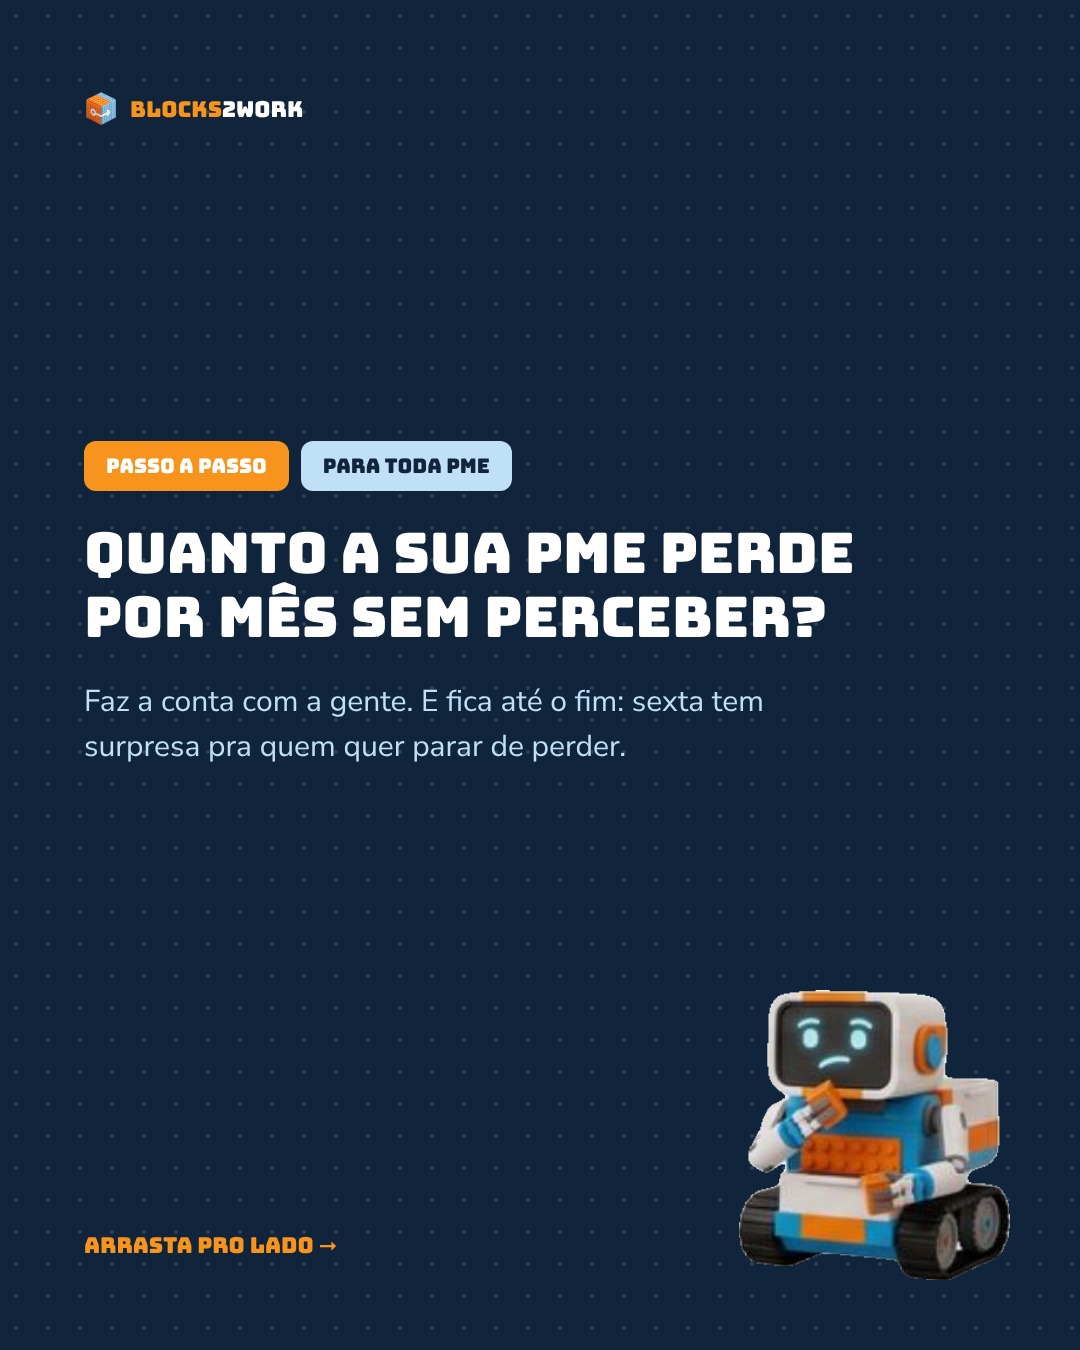 BLOCKS2WORK
PASSO A PASSO
PARA TODA PME
QUANTO A SUA PME PERDE
POR MÊS SEM PERCEBER?
Faz a conta com a gente. E fica até o fim: sexta tem
surpresa pra quem quer parar de perder.
ARRASTA PRO LADO →